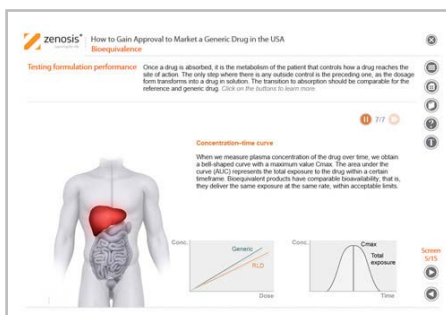 zenosis®
How to Gain Approval to Market a Generic Drug in the USA
Bioequivalence
Testing formulation performance
Once a drug is absorbed, it is the metabolism of the patient that controls how a drug reaches the
site of action. The only step where there is any outside control is the preceding one, as the dosage
form transforms into a drug in solution. The transition to absorption should be comparable for the
reference and generic drug. Click on the buttons to learn more.
7/7
Concentration-time curve
When we measure plasma concentration of the drug over time, we obtain
a bell-shaped curve with a maximum value Cmax. The area under the
curve (AUC) represents the total exposure to the drug within a certain
timeframe. Bioequivalent products have comparable bioavailability, that is,
they deliver the same exposure at the same rate, within acceptable limits.
Conc.
Generic
RLD
Dose
Conc.
Cmax
Total
exposure
Time
Screen
5/15